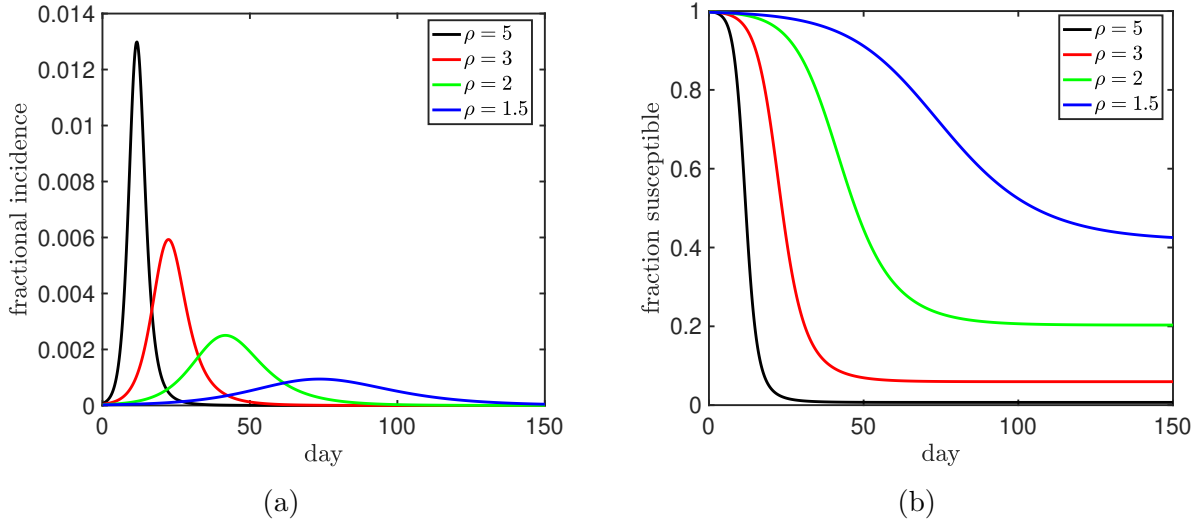 ρ = 5
ρ = 3
ρ = 2
ρ = 1.5
0.014
0.012
0.01
0.008
0.006
0.004
0.002
0
0
50
100
150
fractional incidence
day
(a)
ρ = 5
ρ = 3
ρ = 2
ρ = 1.5
1
0.8
0.6
0.4
0.2
0
0
50
100
150
fraction susceptible
day
(b)